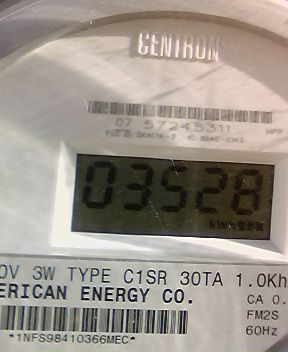 CENTRON®
07 57245311
03528
kWh
0V 3W TYPE C1SR 30TA 1.0Kh
ERICAN ENERGY CO.
CA 0.
FM2S
60Hz
*1NFS98410366MEC*